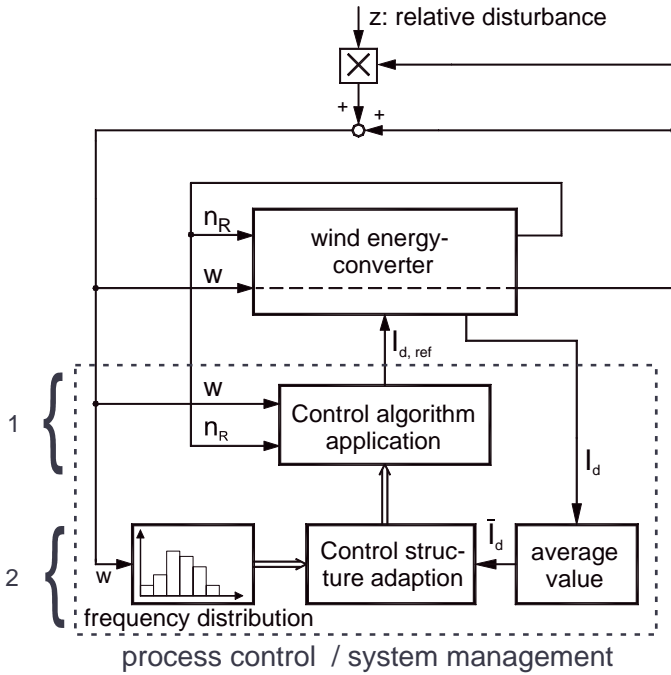 z: relative disturbance
+
+
n_R
wind energy-
converter
w
I_d, ref
w
Control algorithm
application
n_R
1
I_d
Ī_d
2
w
Control struc-
ture adaption
average
value
frequency distribution
process control / system management